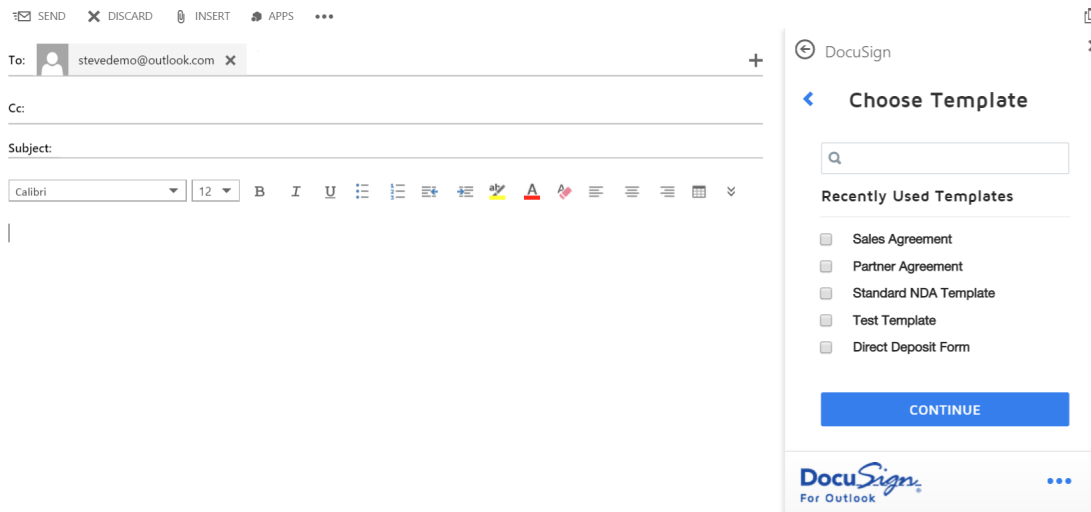 SEND DISCARD INSERT APPS •••
To: stevedemo@outlook.com
Cc:
Subject:
Calibri 12 B I U aby A
DocuSign
Choose Template
Recently Used Templates
Sales Agreement
Partner Agreement
Standard NDA Template
Test Template
Direct Deposit Form
CONTINUE
DocuSign
For Outlook